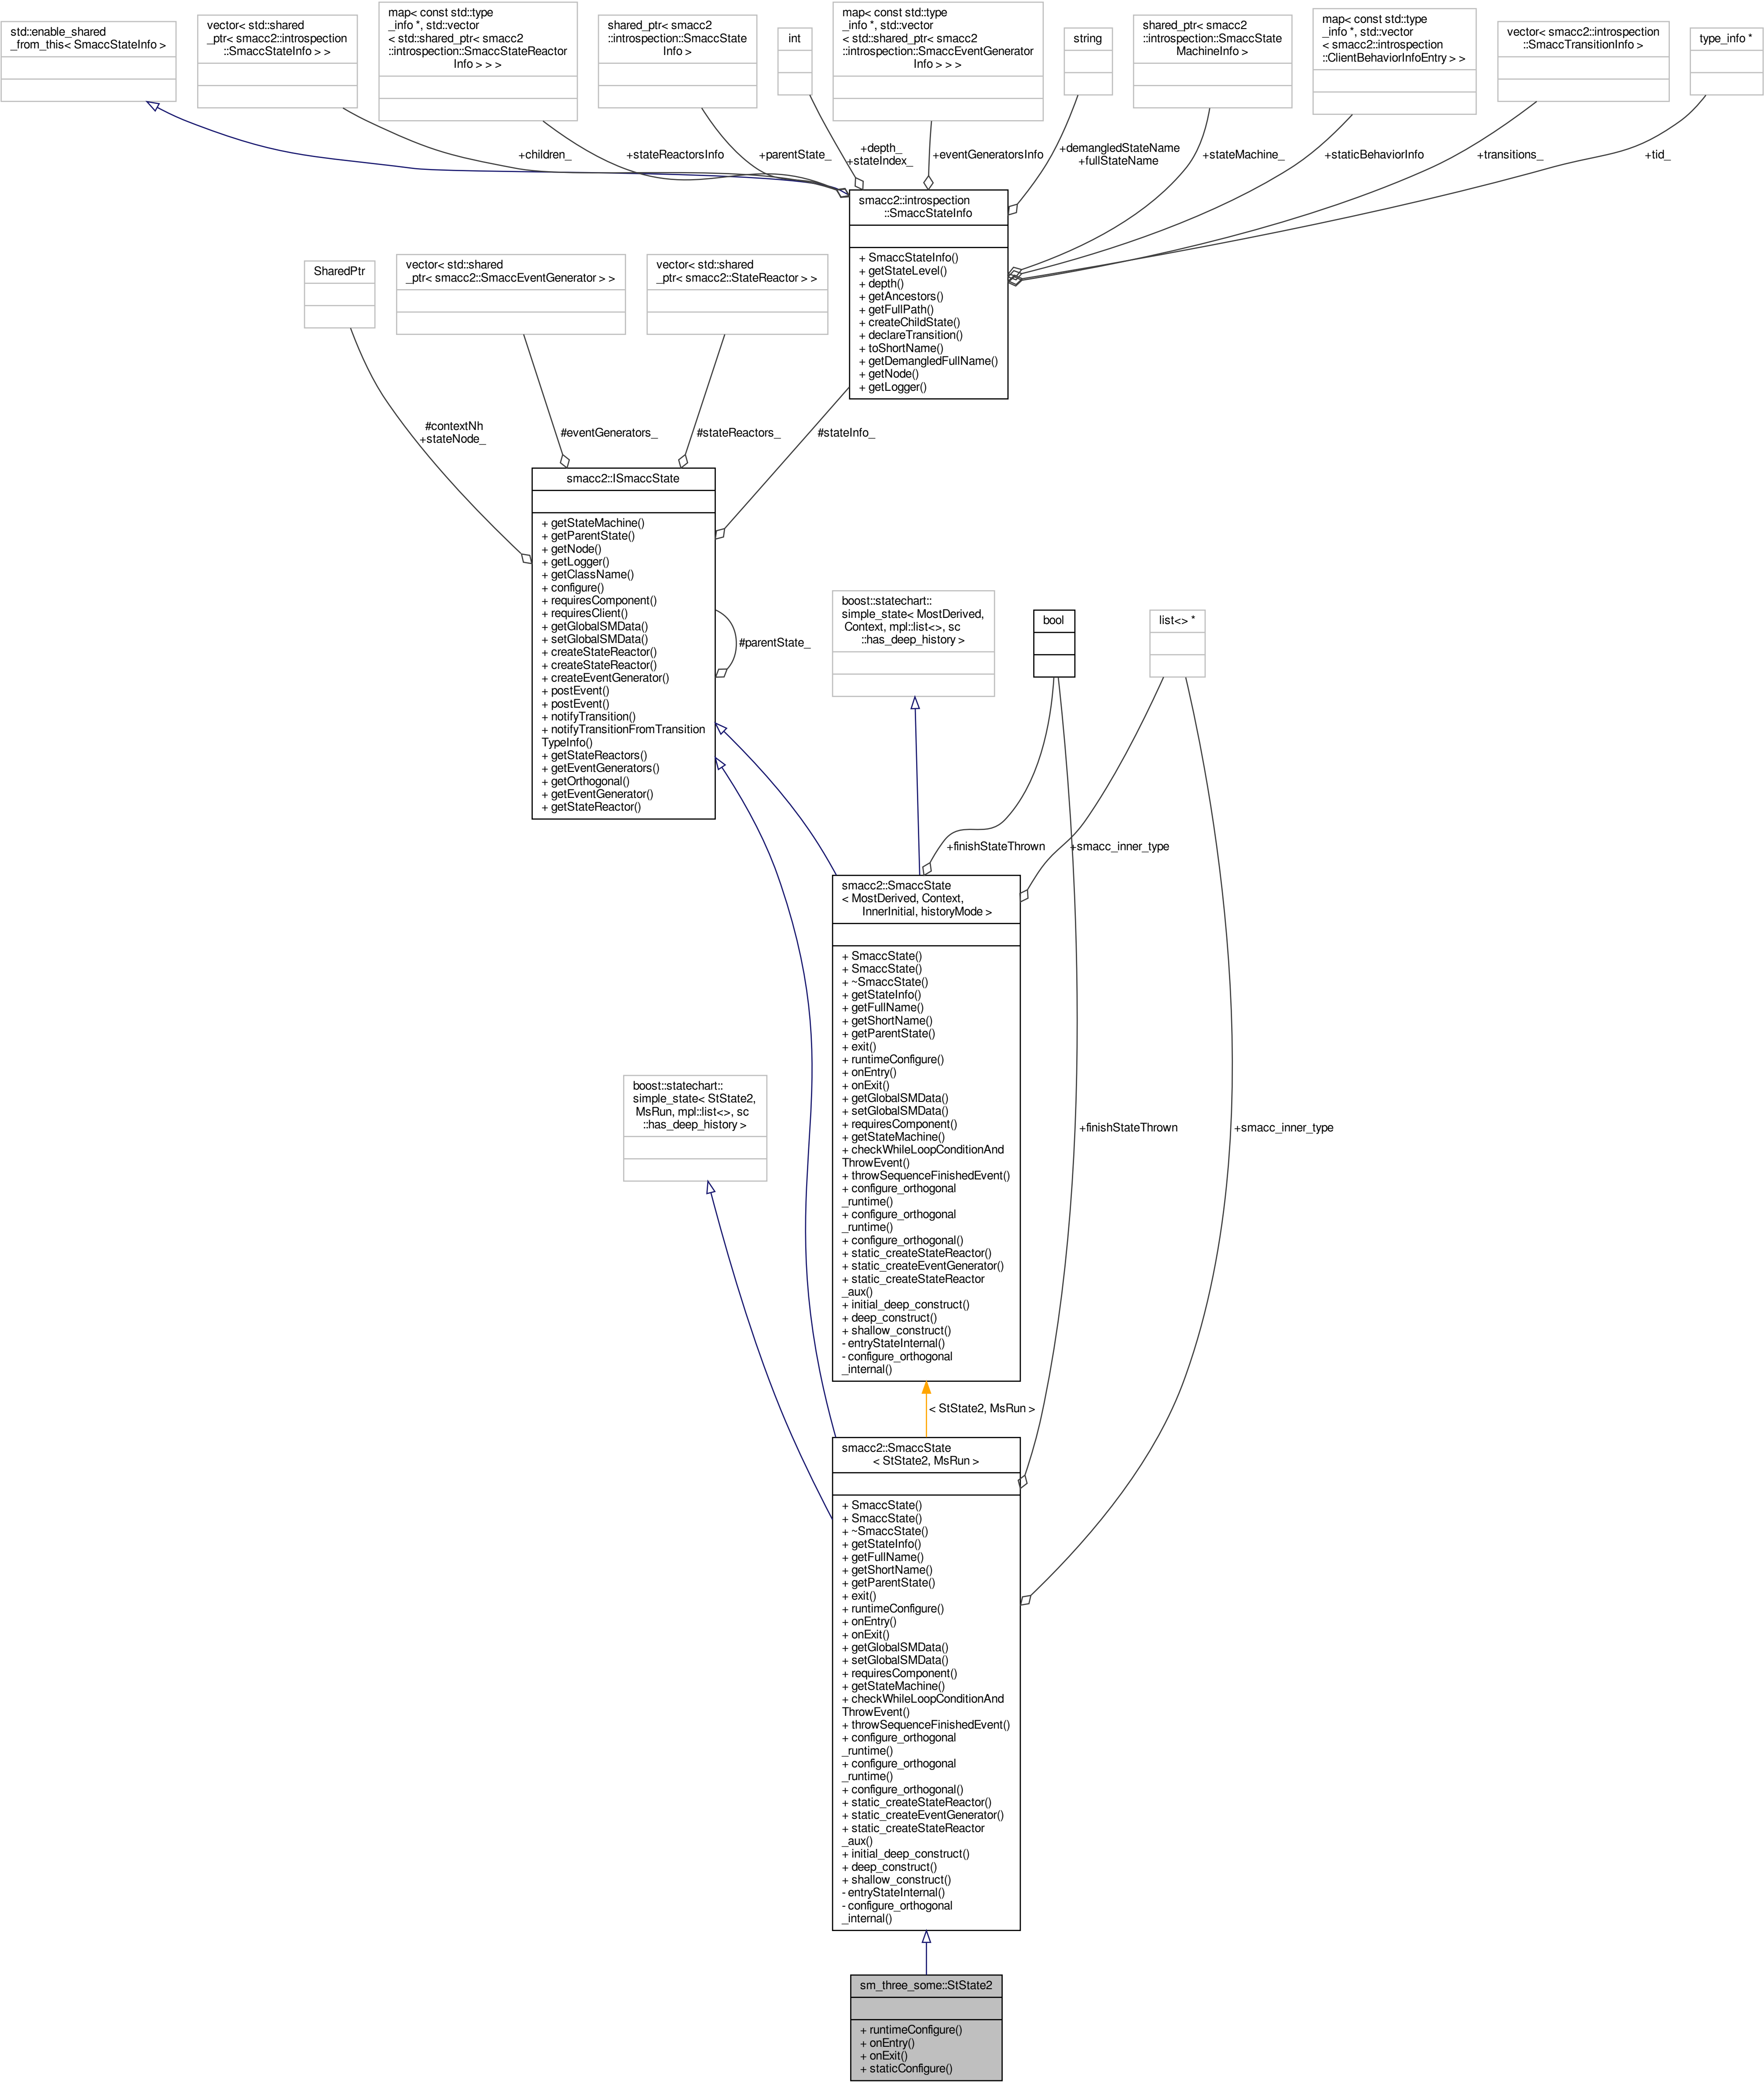 std::enable_shared
_from_this< SmaccStateInfo >
vector< std::shared
_ptr< smacc2::introspection
::SmaccStateInfo > >
map< const std::type
_info *, std::vector
< std::shared_ptr< smacc2
::introspection::SmaccStateReactor
Info > > >
shared_ptr< smacc2
::introspection::SmaccState
Info >
int
map< const std::type
_info *, std::vector
< std::shared_ptr< smacc2
::introspection::SmaccEventGenerator
Info > > >
string
shared_ptr< smacc2
::introspection::SmaccState
MachineInfo >
map< const std::type
_info *, std::vector
< smacc2::introspection
::ClientBehaviorInfoEntry > >
vector< smacc2::introspection
::SmaccTransitionInfo >
type_info *
+children_
+stateReactorsInfo
+parentState_
+depth_
+stateIndex_
+eventGeneratorsInfo
+demangledStateName
+fullStateName
+stateMachine_
+staticBehaviorInfo
+transitions_
+tid_
smacc2::introspection
::SmaccStateInfo
+ SmaccStateInfo()
+ getStateLevel()
+ depth()
+ getAncestors()
+ getFullPath()
+ createChildState()
+ declareTransition()
+ toShortName()
+ getDemangledFullName()
+ getNode()
+ getLogger()
SharedPtr
vector< std::shared
_ptr< smacc2::SmaccEventGenerator > >
vector< std::shared
_ptr< smacc2::StateReactor > >
#contextNh
+stateNode_
#eventGenerators_
#stateReactors_
#stateInfo_
smacc2::ISmaccState
+ getStateMachine()
+ getParentState()
+ getNode()
+ getLogger()
+ getClassName()
+ configure()
+ requiresComponent()
+ requiresClient()
+ getGlobalSMData()
+ setGlobalSMData()
+ createStateReactor()
+ createStateReactor()
+ createEventGenerator()
+ postEvent()
+ postEvent()
+ notifyTransition()
+ notifyTransitionFromTransition
TypeInfo()
+ getStateReactors()
+ getEventGenerators()
+ getOrthogonal()
+ getEventGenerator()
+ getStateReactor()
#parentState_
boost::statechart::
simple_state< MostDerived,
Context, mpl::list<>, sc
::has_deep_history >
bool
list<> *
+finishStateThrown
+smacc_inner_type
smacc2::SmaccState
< MostDerived, Context,
InnerInitial, historyMode >
+ SmaccState()
+ SmaccState()
+ ~SmaccState()
+ getStateInfo()
+ getFullName()
+ getShortName()
+ getParentState()
+ exit()
+ runtimeConfigure()
+ onEntry()
+ onExit()
+ getGlobalSMData()
+ setGlobalSMData()
+ requiresComponent()
+ getStateMachine()
+ checkWhileLoopConditionAnd
ThrowEvent()
+ throwSequenceFinishedEvent()
+ configure_orthogonal
_runtime()
+ configure_orthogonal
_runtime()
+ configure_orthogonal()
+ static_createStateReactor()
+ static_createEventGenerator()
+ static_createStateReactor
_aux()
+ initial_deep_construct()
+ deep_construct()
+ shallow_construct()
- entryStateInternal()
- configure_orthogonal
_internal()
boost::statechart::
simple_state< StState2,
MsRun, mpl::list<>, sc
::has_deep_history >
+finishStateThrown
+smacc_inner_type
< StState2, MsRun >
smacc2::SmaccState
< StState2, MsRun >
+ SmaccState()
+ SmaccState()
+ ~SmaccState()
+ getStateInfo()
+ getFullName()
+ getShortName()
+ getParentState()
+ exit()
+ runtimeConfigure()
+ onEntry()
+ onExit()
+ getGlobalSMData()
+ setGlobalSMData()
+ requiresComponent()
+ getStateMachine()
+ checkWhileLoopConditionAnd
ThrowEvent()
+ throwSequenceFinishedEvent()
+ configure_orthogonal
_runtime()
+ configure_orthogonal
_runtime()
+ configure_orthogonal()
+ static_createStateReactor()
+ static_createEventGenerator()
+ static_createStateReactor
_aux()
+ initial_deep_construct()
+ deep_construct()
+ shallow_construct()
- entryStateInternal()
- configure_orthogonal
_internal()
sm_three_some::StState2
+ runtimeConfigure()
+ onEntry()
+ onExit()
+ staticConfigure()